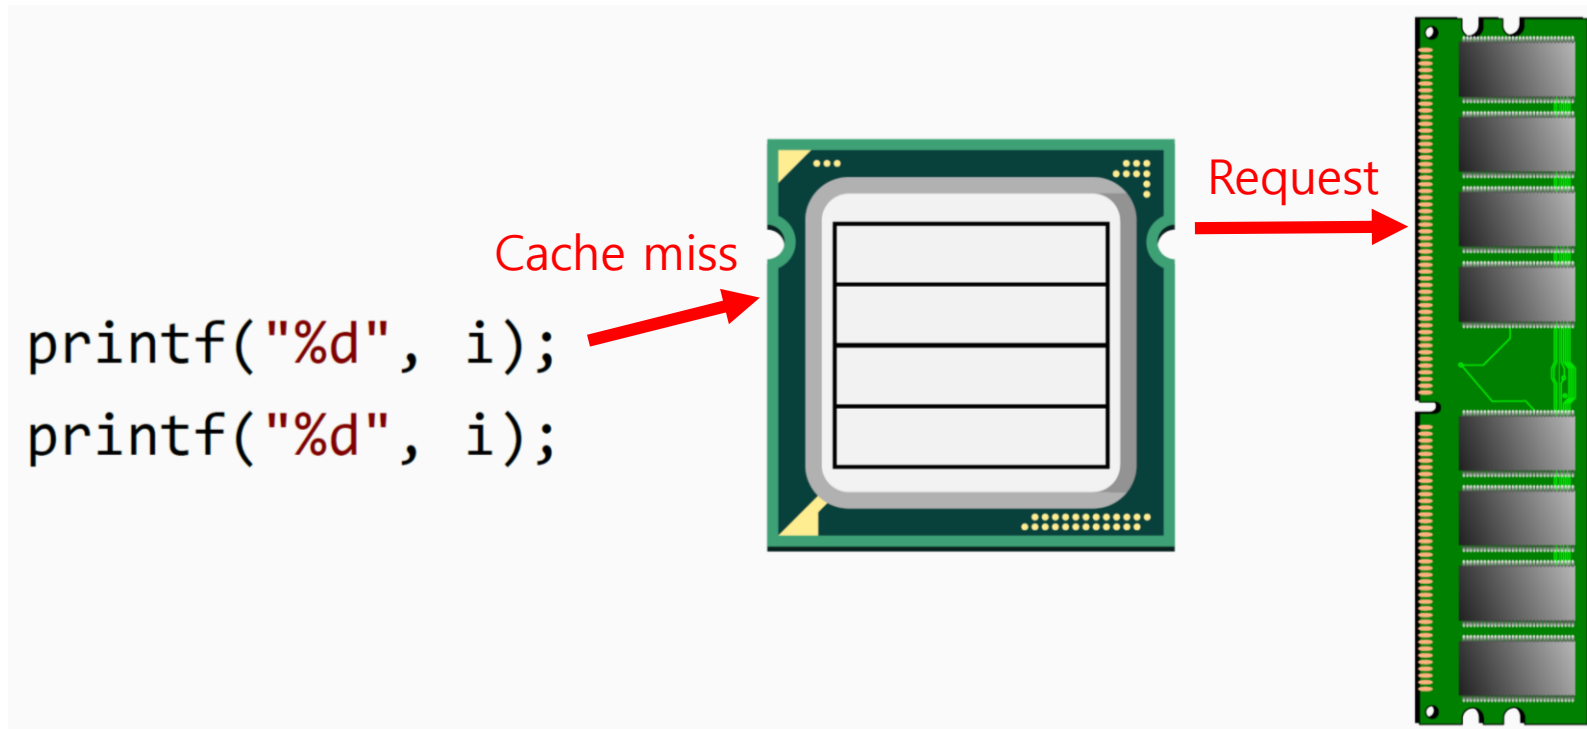 Cache miss
Request
printf("%d", i);
printf("%d", i);